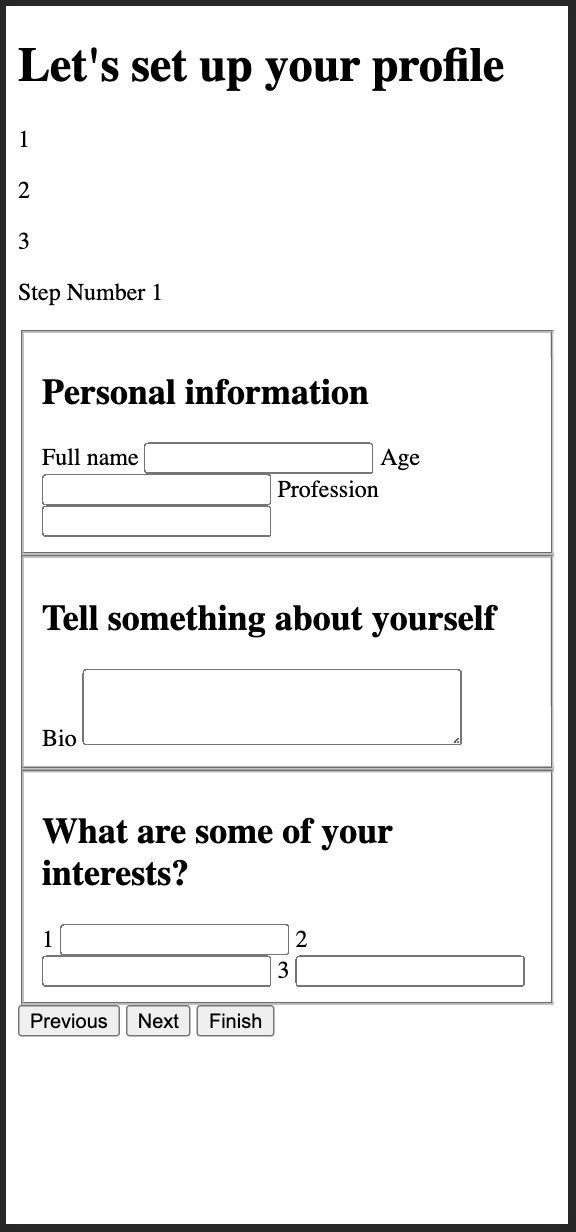 Let's set up your profile
1
2
3
Step Number 1
Personal information
Full name Age
Profession
Tell something about yourself
Bio
What are some of your
interests?
1 2
3
Previous Next Finish